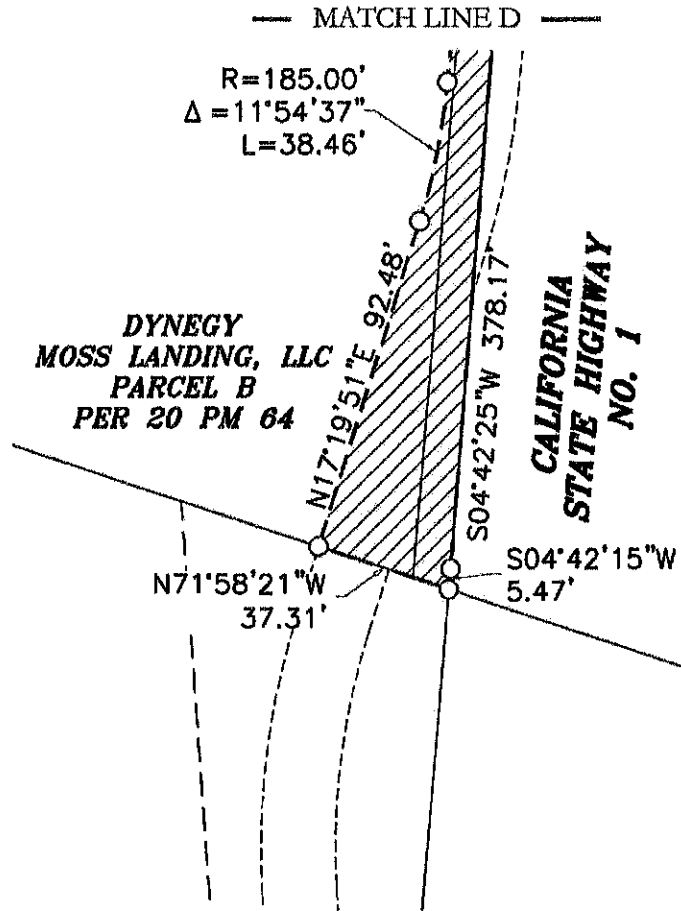 MATCH LINE D
R=185.00'
Δ=11°54'37"
L=38.46'
N17°19'51"E 92.48'
S04°42'25"W 378.17'
CALIFORNIA
STATE HIGHWAY
NO. 1
DYNEGY
MOSS LANDING, LLC
PARCEL B
PER 20 PM 64
N71°58'21"W
37.31'
S04°42'15"W
5.47'